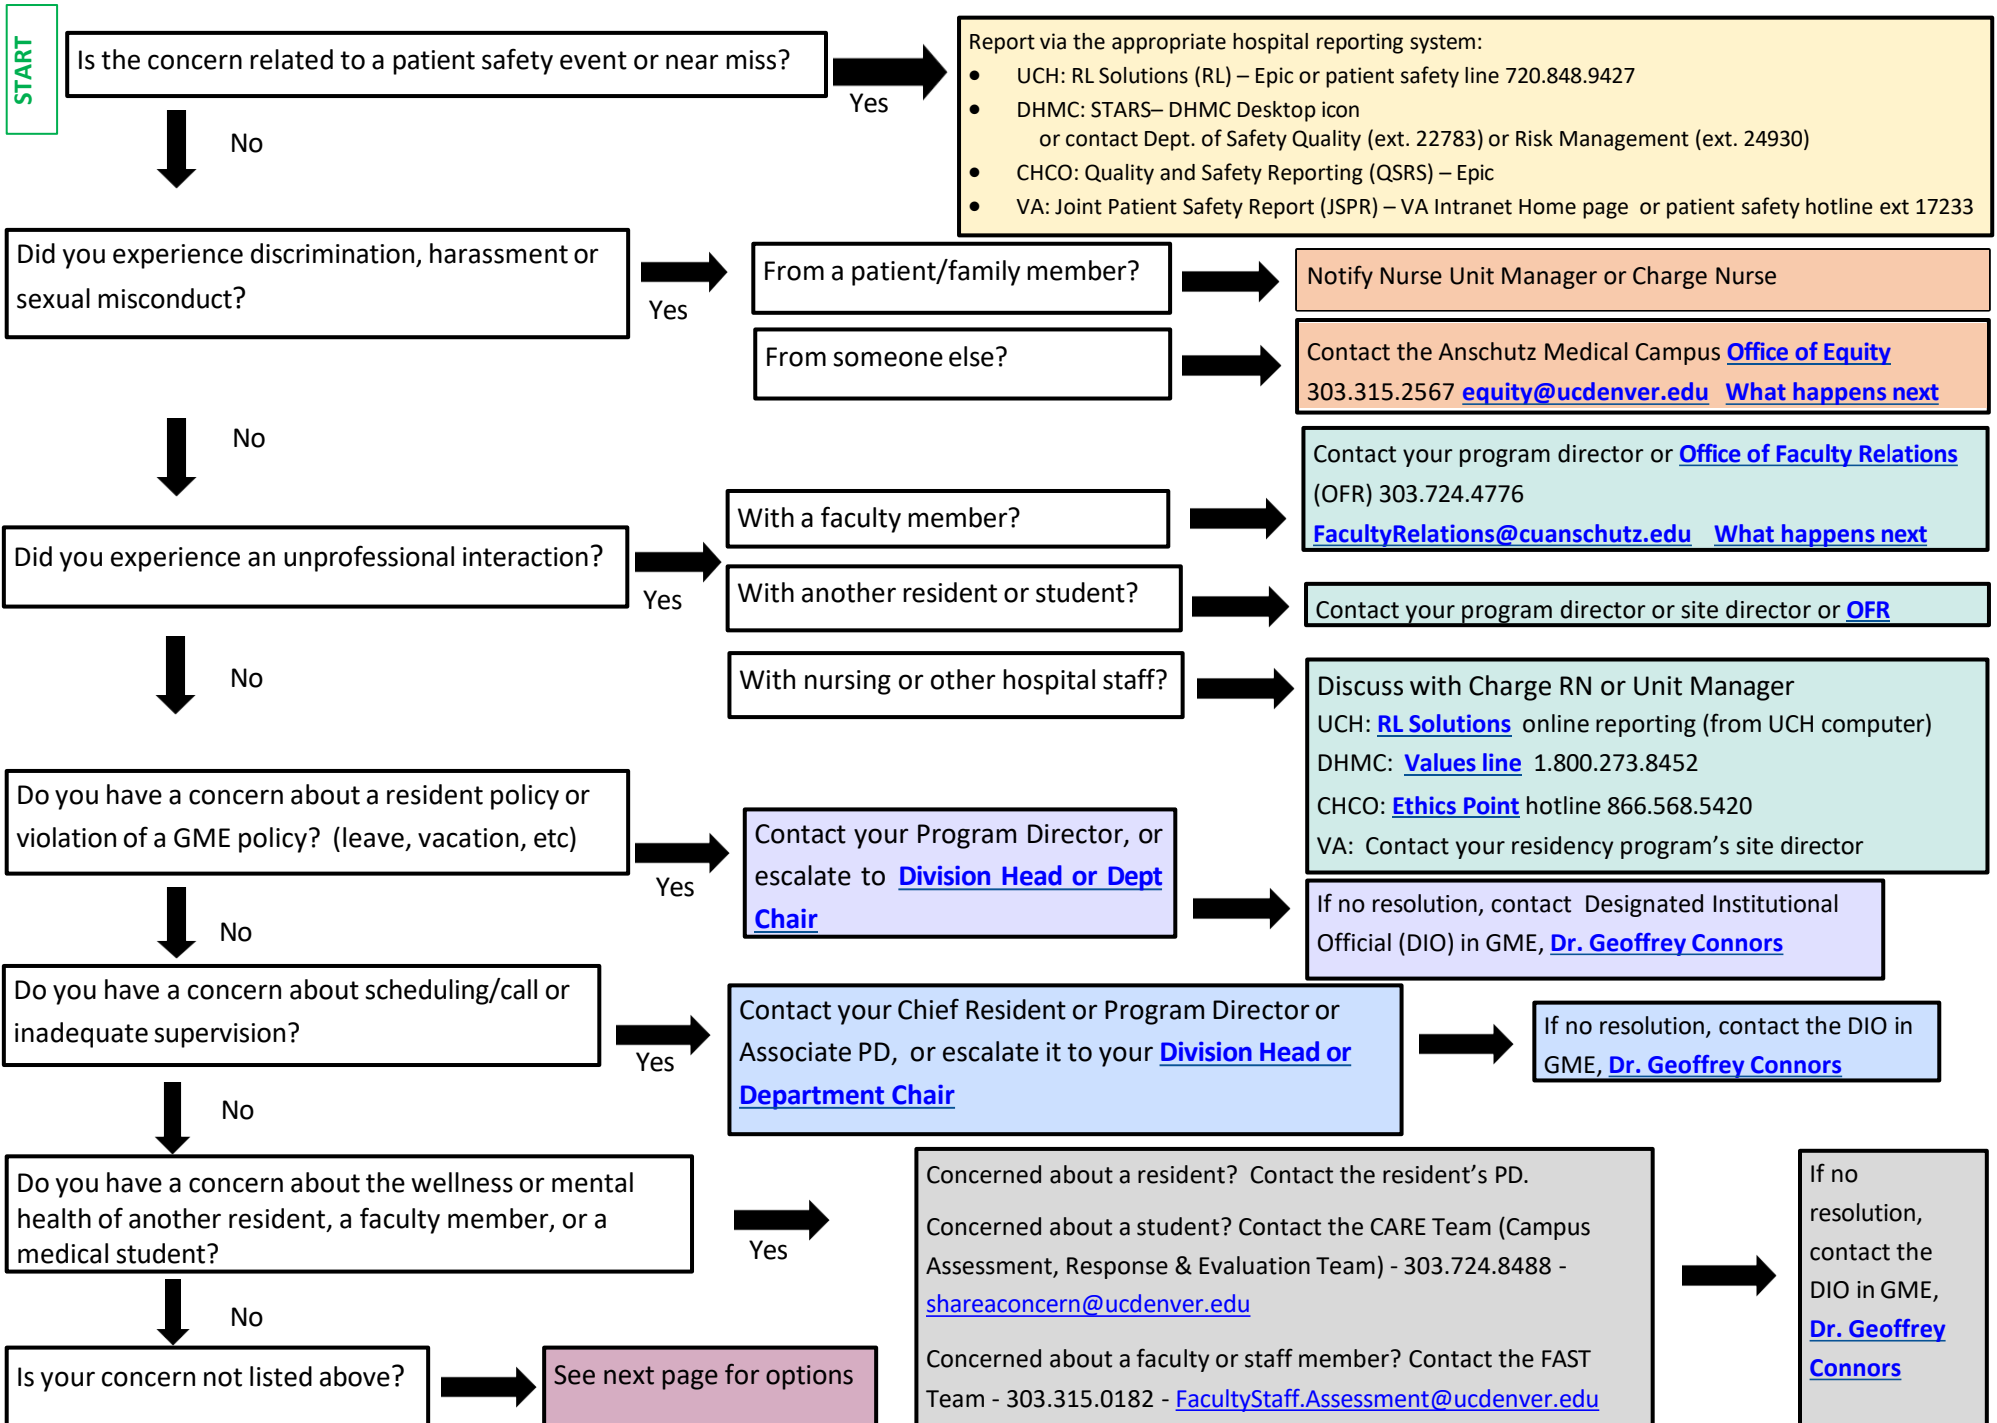 START
Is the concern related to a patient safety event or near miss?
Yes
No
Report via the appropriate hospital reporting system:
• UCH: RL Solutions (RL) – Epic or patient safety line 720.848.9427
• DHMC: STARS– DHMC Desktop icon
or contact Dept. of Safety Quality (ext. 22783) or Risk Management (ext. 24930)
• CHCO: Quality and Safety Reporting (QSRS) – Epic
• VA: Joint Patient Safety Report (JSPR) – VA Intranet Home page or patient safety hotline ext 17233
Did you experience discrimination, harassment or
sexual misconduct?
Yes
No
From a patient/family member?
Notify Nurse Unit Manager or Charge Nurse
From someone else?
Contact the Anschutz Medical Campus Office of Equity
303.315.2567 equity@ucdenver.edu What happens next
Did you experience an unprofessional interaction?
Yes
No
With a faculty member?
Contact your program director or Office of Faculty Relations
(OFR) 303.724.4776
FacultyRelations@cuanschutz.edu What happens next
With another resident or student?
Contact your program director or site director or OFR
With nursing or other hospital staff?
Discuss with Charge RN or Unit Manager
UCH: RL Solutions online reporting (from UCH computer)
DHMC: Values line 1.800.273.8452
CHCO: Ethics Point hotline 866.568.5420
VA: Contact your residency program's site director
Do you have a concern about a resident policy or
violation of a GME policy? (leave, vacation, etc)
Yes
No
Contact your Program Director, or
escalate to Division Head or Dept
Chair
If no resolution, contact Designated Institutional
Official (DIO) in GME, Dr. Geoffrey Connors
Do you have a concern about scheduling/call or
inadequate supervision?
Yes
No
Contact your Chief Resident or Program Director or
Associate PD, or escalate it to your Division Head or
Department Chair
If no resolution, contact the DIO in
GME, Dr. Geoffrey Connors
Do you have a concern about the wellness or mental
health of another resident, a faculty member, or a
medical student?
Yes
No
Concerned about a resident? Contact the resident's PD.
Concerned about a student? Contact the CARE Team (Campus
Assessment, Response & Evaluation Team) - 303.724.8488 -
shareaconcern@ucdenver.edu
Concerned about a faculty or staff member? Contact the FAST
Team - 303.315.0182 - FacultyStaff.Assessment@ucdenver.edu
If no
resolution,
contact the
DIO in GME,
Dr. Geoffrey
Connors
Is your concern not listed above?
See next page for options